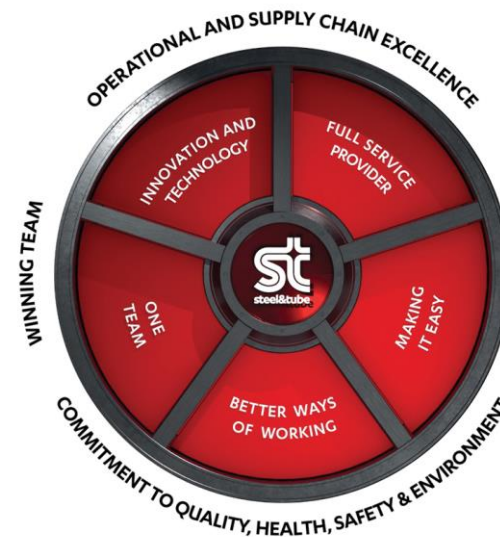 OPERATIONAL AND SUPPLY CHAIN EXCELLENCE
INNOVATION AND
TECHNOLOGY
FULL SERVICE
PROVIDER
WINNING TEAM
st
steel&tube
ONE
TEAM
MAKING
IT EASY
BETTER WAYS
OF WORKING
COMMITMENT TO QUALITY, HEALTH, SAFETY & ENVIRONMENT